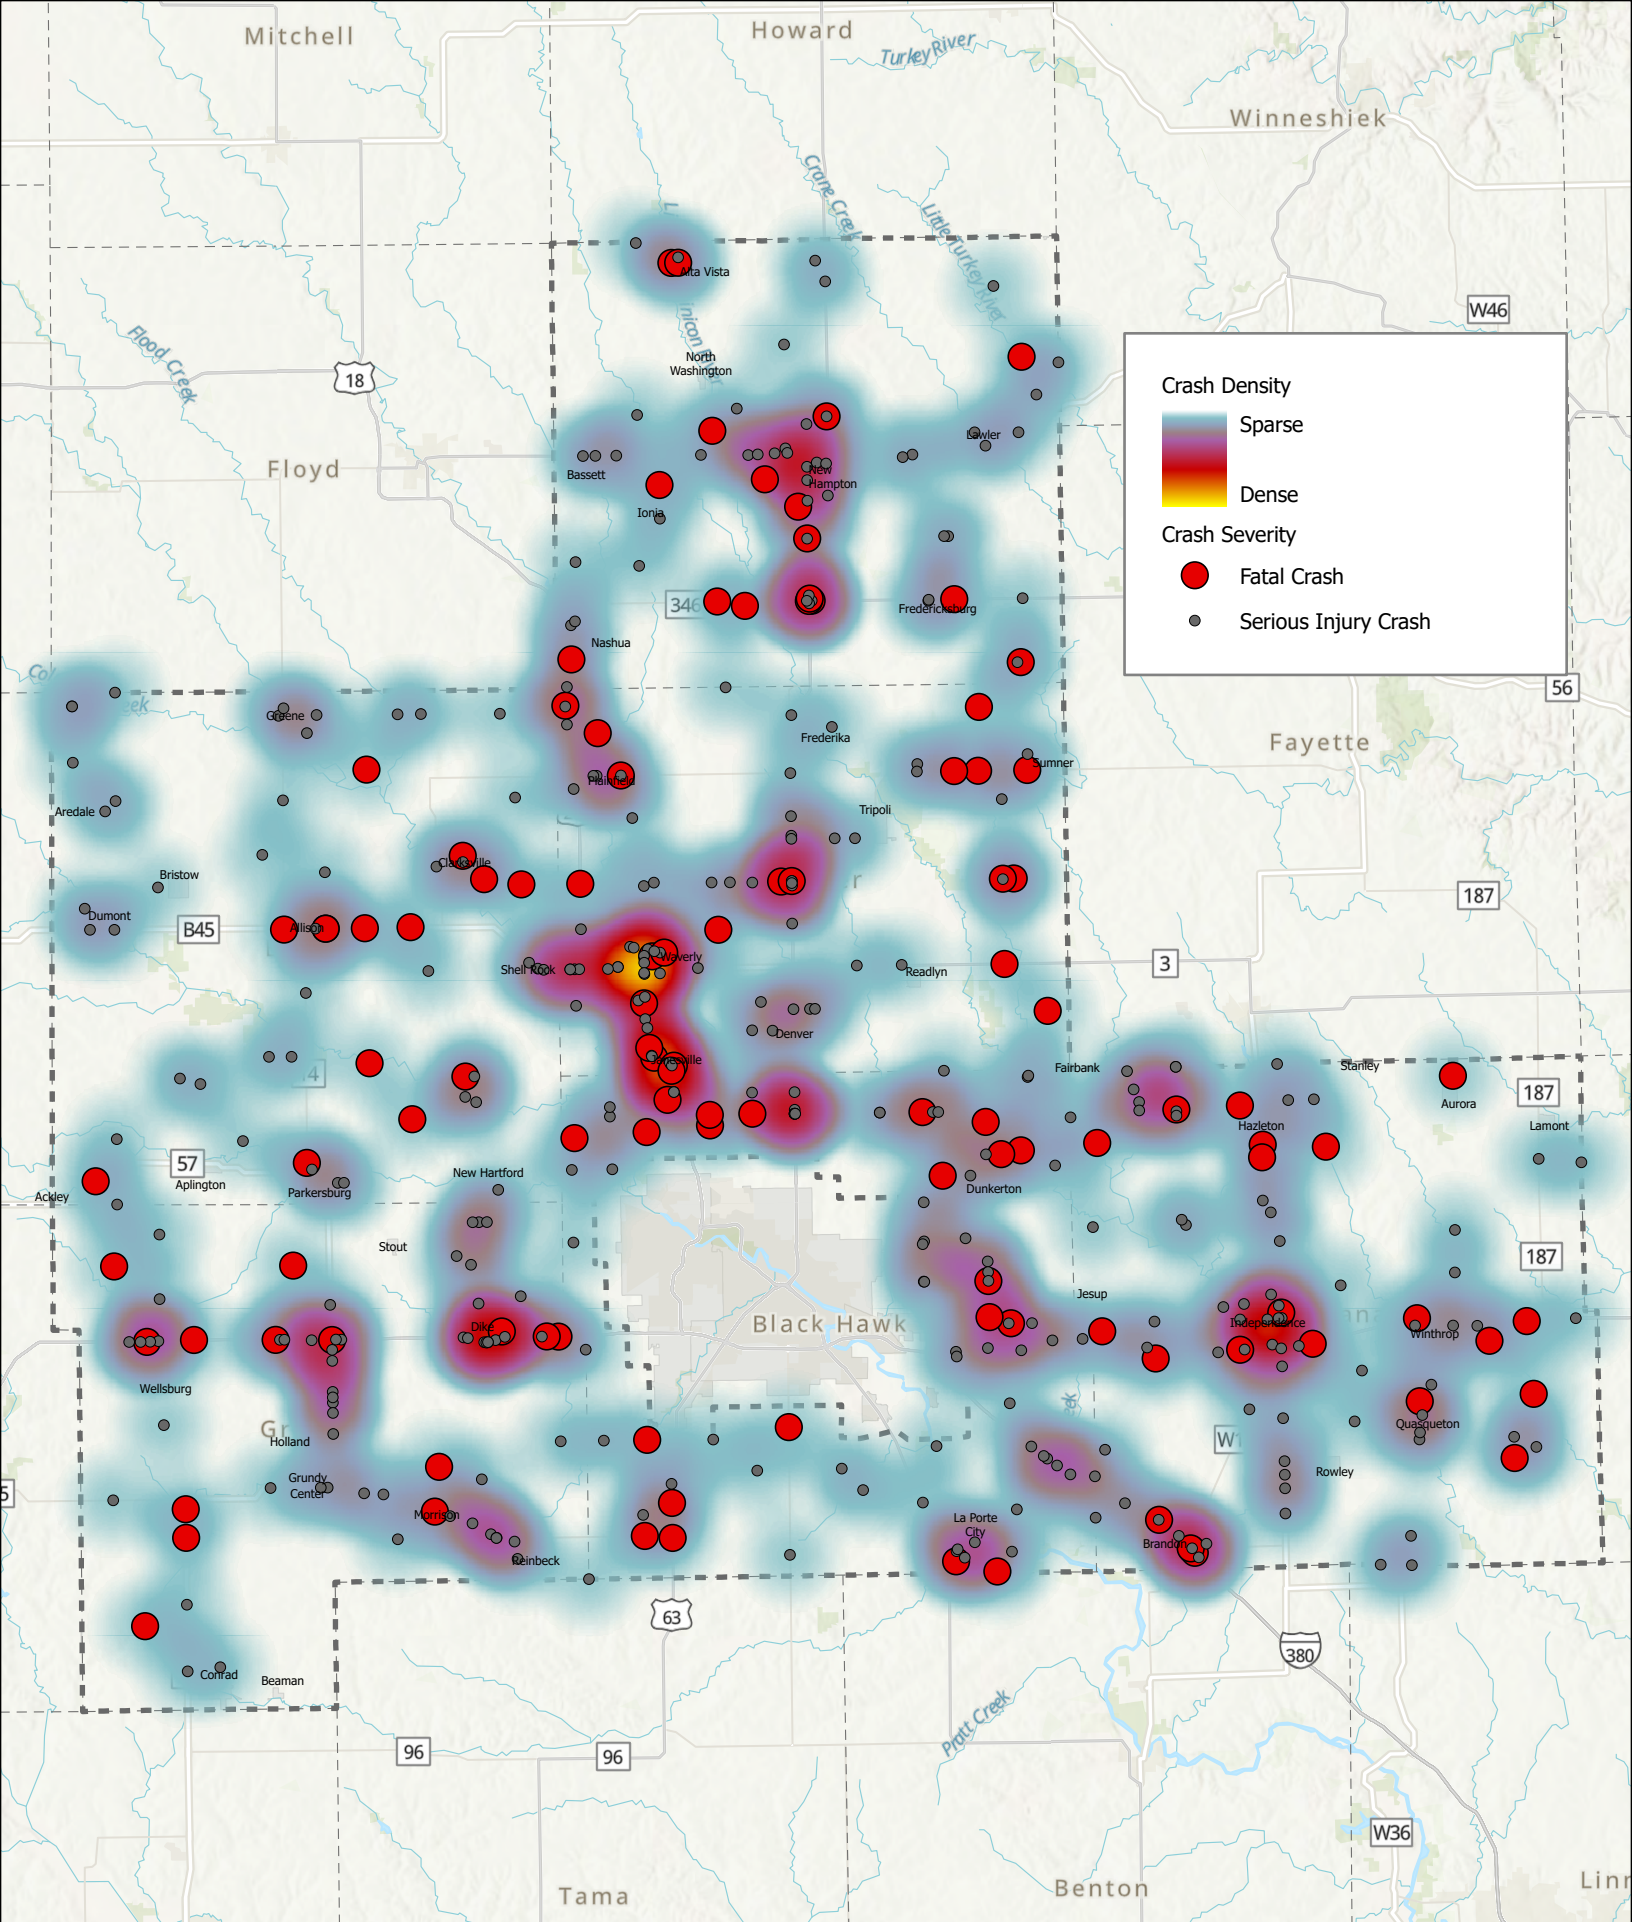 Mitchell
Howard
Turkey River
Winneshiek
Crane Creek
Little Turkey River
Alta Vista
W46
Flood Creek
North
Washington
18
Crash Density
Sparse
Dense
Crash Severity
Fatal Crash
Serious Injury Crash
Floyd
Lawler
Bassett
New
Hampton
Ionia
346
Fredericksburg
Nashua
56
Greene
Frederika
Fayette
Sumner
Plainfield
Aredale
Tripoli
Clarksville
Bristow
187
Dumont
B45
Allison
Waverly
Shell Rock
Readlyn
3
Denver
Janesville
Fairbank
Stanley
187
Aurora
Hazleton
Lamont
57
Aplington
New Hartford
Parkersburg
Ackley
Dunkerton
Stout
187
Jesup
Black Hawk
Dike
Independence
Winthrop
Wellsburg
Quasqueton
Holland
Rowley
Grundy
Center
Morrison
La Porte
City
Brandon
Reinbeck
63
380
Conrad
Beaman
Pratt Creek
96
96
W36
Tama
Benton